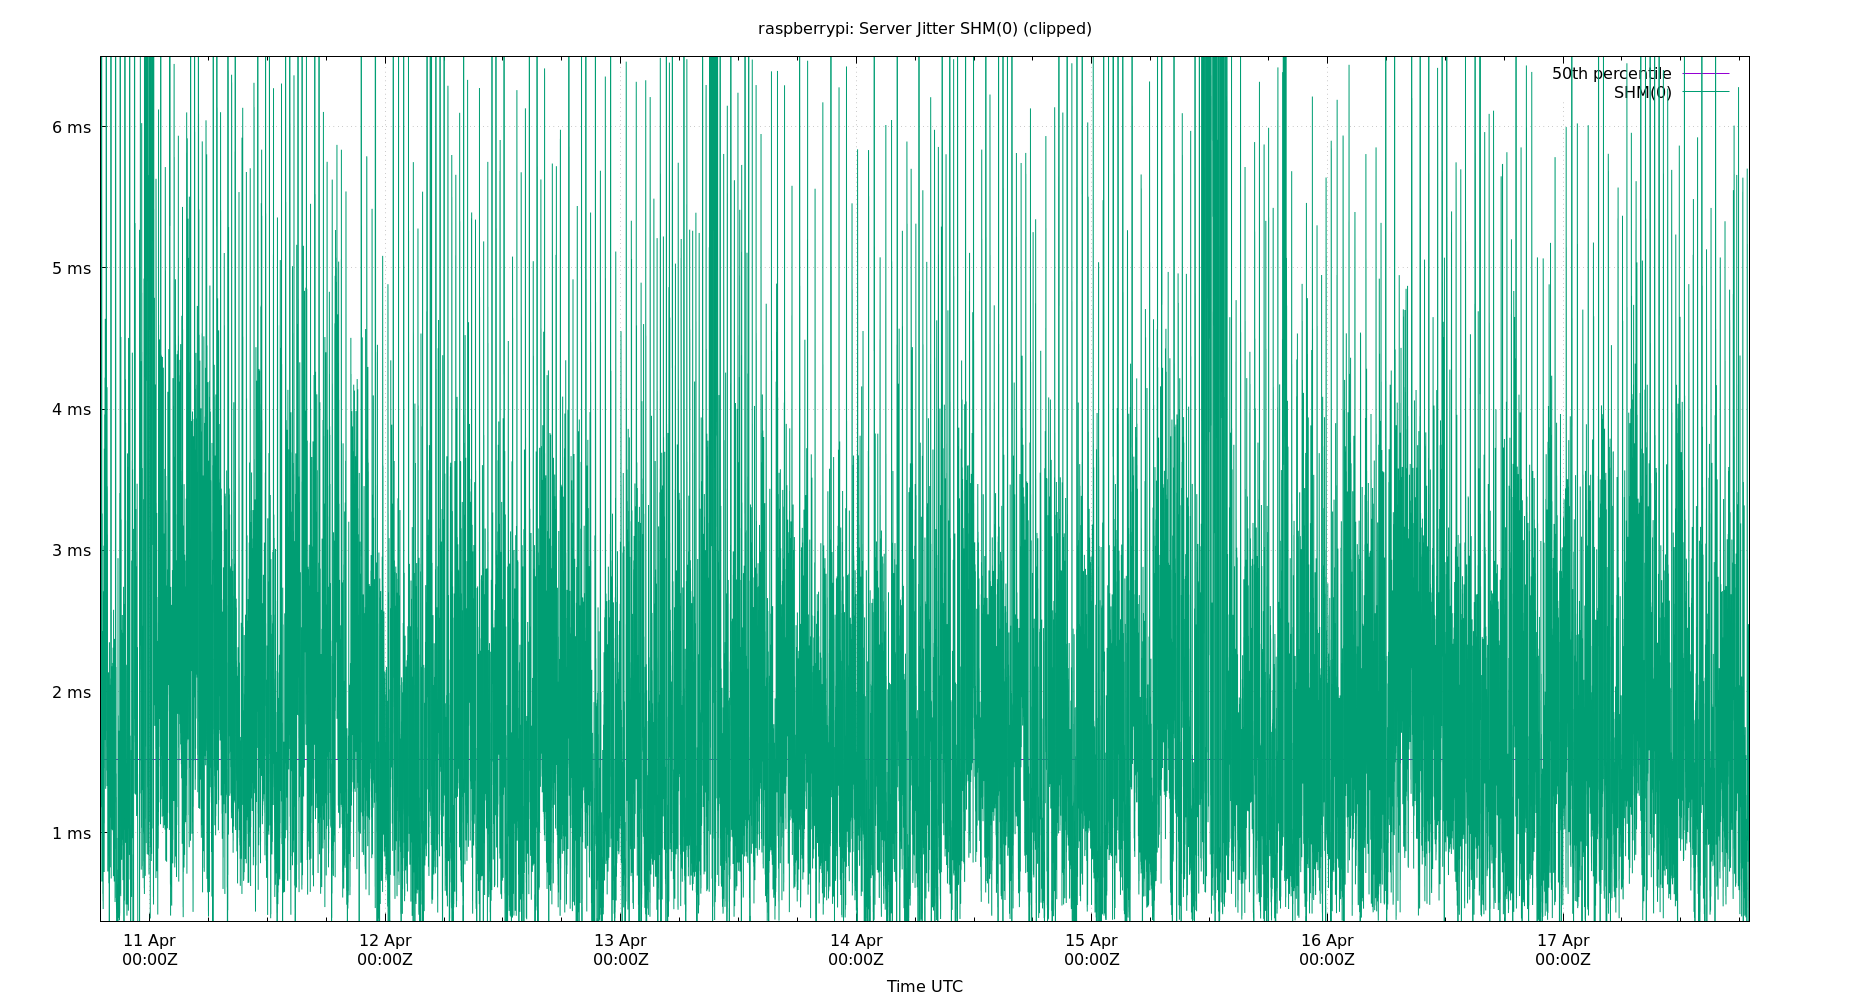 raspberrypi: Server Jitter SHM(0) (clipped)
50th percentile
SHM(0)
6 ms
5 ms
4 ms
3 ms
2 ms
1 ms
11 Apr 12 Apr 13 Apr 14 Apr 15 Apr 16 Apr 17 Apr
00:00Z 00:00Z 00:00Z 00:00Z 00:00Z 00:00Z 00:00Z
Time UTC